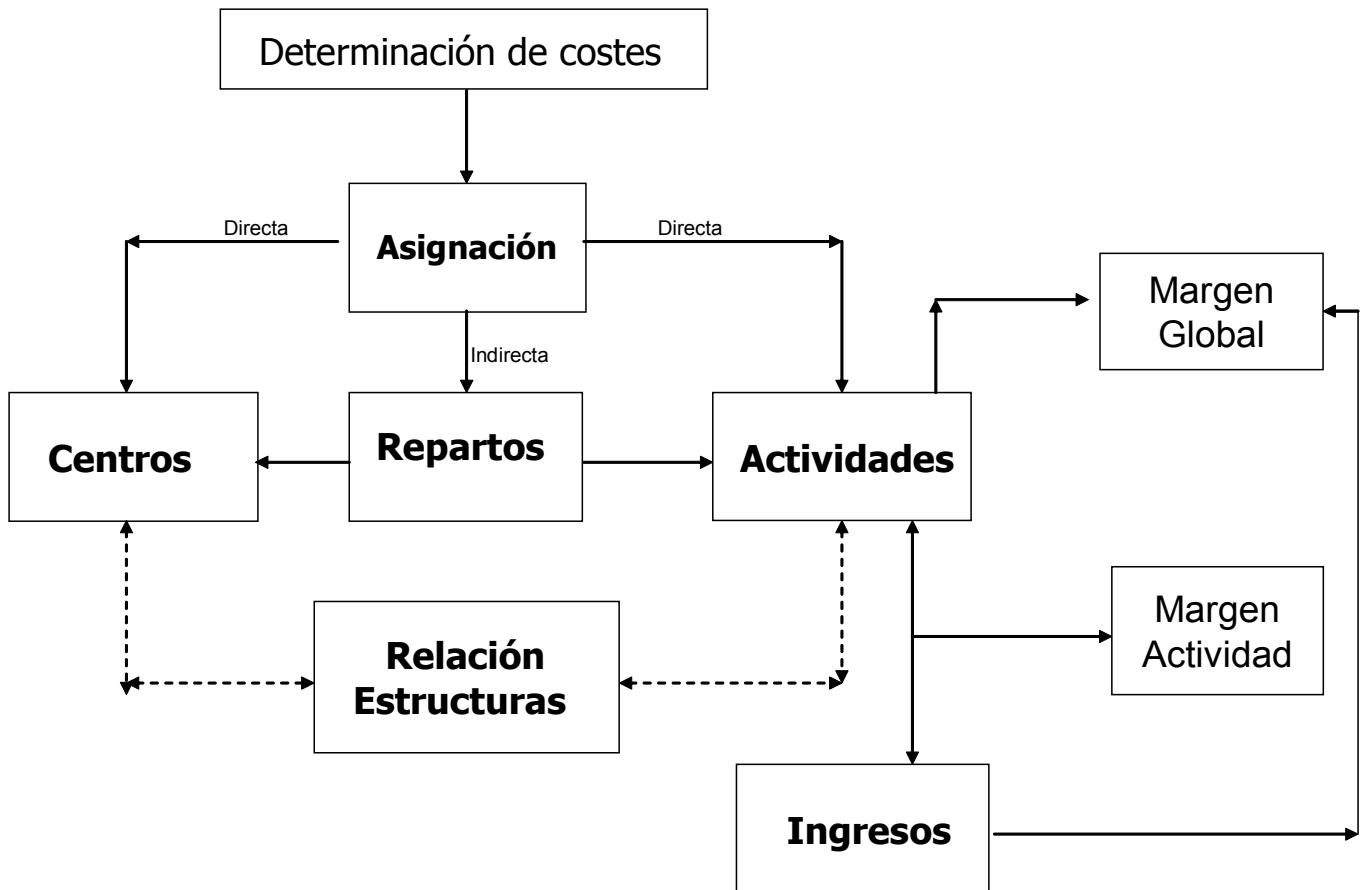 Determinación de costes
Directa
Asignación
Directa
Indirecta
Margen
Global
Centros
Repartos
Actividades
Relación
Estructuras
Margen
Actividad
Ingresos